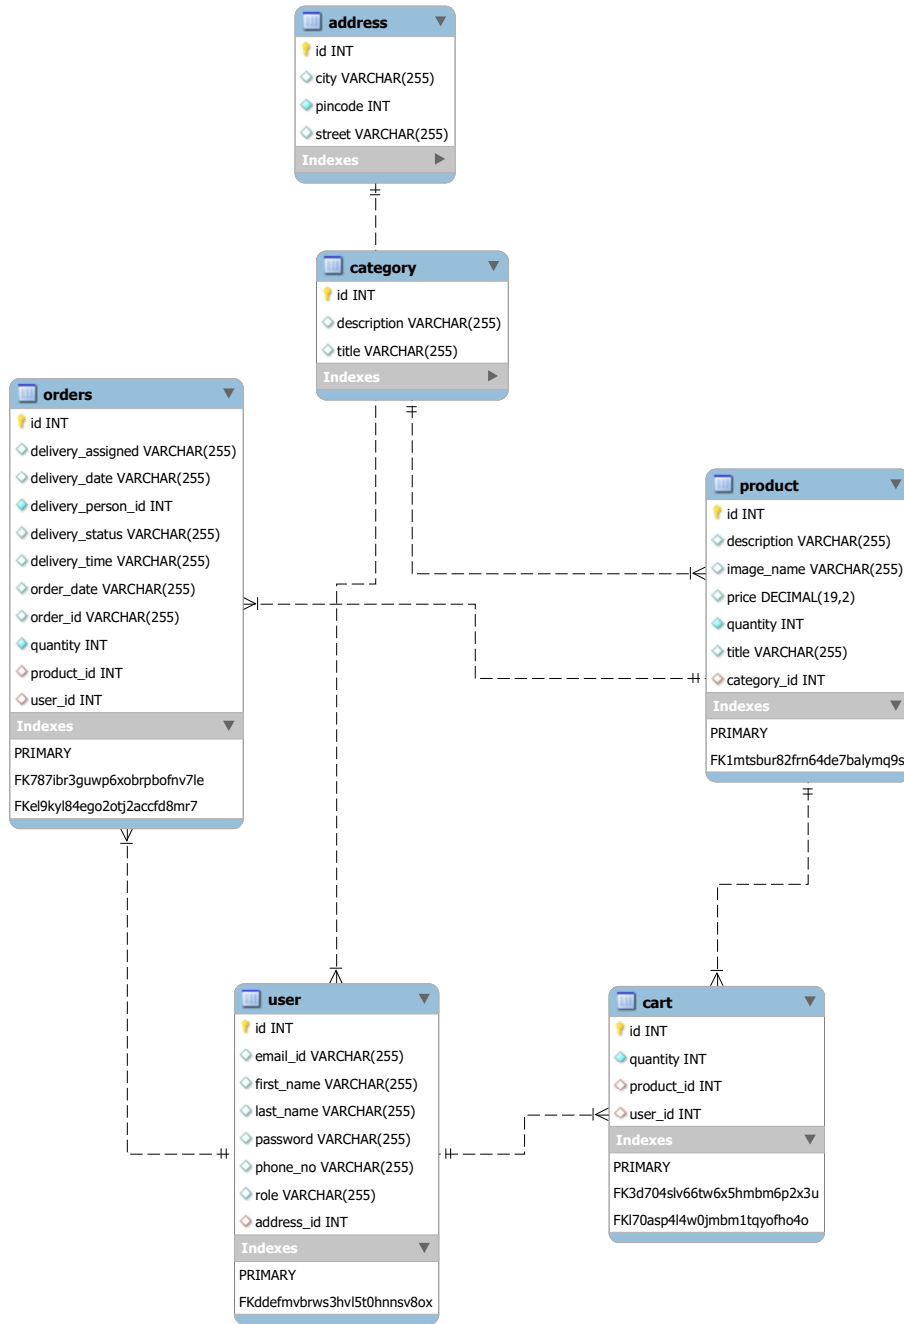 address
id INT
city VARCHAR(255)
pincode INT
street VARCHAR(255)
Indexes
category
id INT
description VARCHAR(255)
title VARCHAR(255)
Indexes
orders
id INT
delivery_assigned VARCHAR(255)
delivery_date VARCHAR(255)
delivery_person_id INT
delivery_status VARCHAR(255)
delivery_time VARCHAR(255)
order_date VARCHAR(255)
order_id VARCHAR(255)
quantity INT
product_id INT
user_id INT
Indexes
PRIMARY
FK787ibr3guwp6xobrpbofnv7le
FKel9kyl84ego2otj2accfd8mr7
product
id INT
description VARCHAR(255)
image_name VARCHAR(255)
price DECIMAL(19,2)
quantity INT
title VARCHAR(255)
category_id INT
Indexes
PRIMARY
FK1mtsbur82frn64de7balymq9s
user
id INT
email_id VARCHAR(255)
first_name VARCHAR(255)
last_name VARCHAR(255)
password VARCHAR(255)
phone_no VARCHAR(255)
role VARCHAR(255)
address_id INT
Indexes
PRIMARY
FKddefmvbrws3hvl5t0hnnsv8ox
cart
id INT
quantity INT
product_id INT
user_id INT
Indexes
PRIMARY
FK3d704slv66tw6x5hmbm6p2x3u
FKl70asp4l4w0jmbm1tqyofho4o